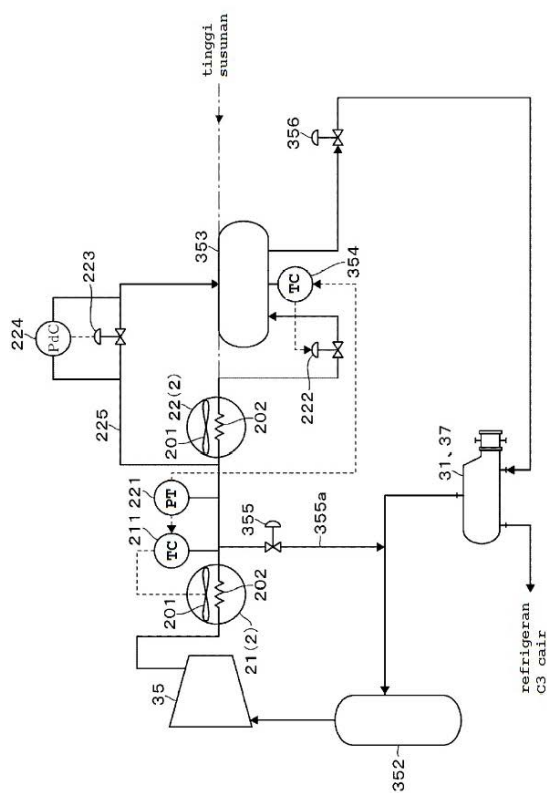 224
PdC
223
225
35
211
221
TC
PT
201
201
22(2)
353
tinggi
susunan
21(2)
202
355
202
TC
356
222
355a
354
352
31、37
refrigeran
C3 cair